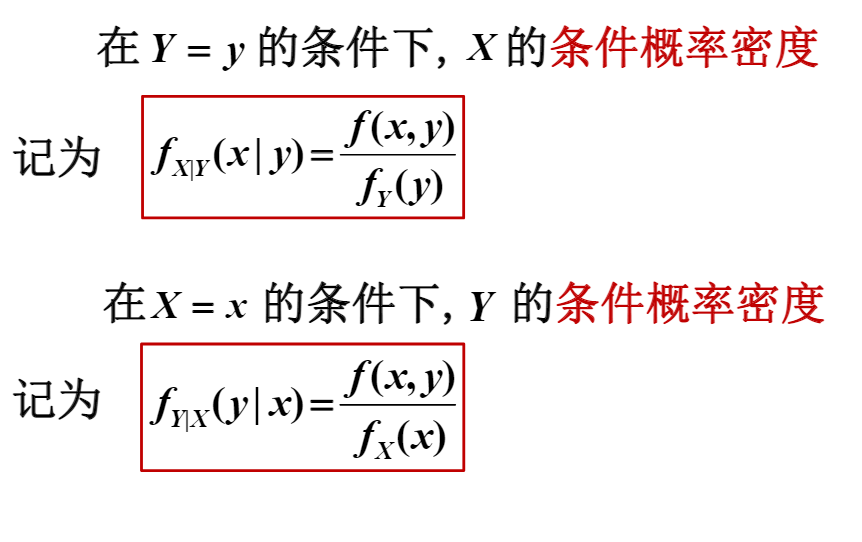 在 Y = y 的条件下, X 的条件概率密度
记为 f_{X|Y}(x|y) = \frac{f(x,y)}{f_Y(y)}
在 X = x 的条件下, Y 的条件概率密度
记为 f_{Y|X}(y|x) = \frac{f(x,y)}{f_X(x)}